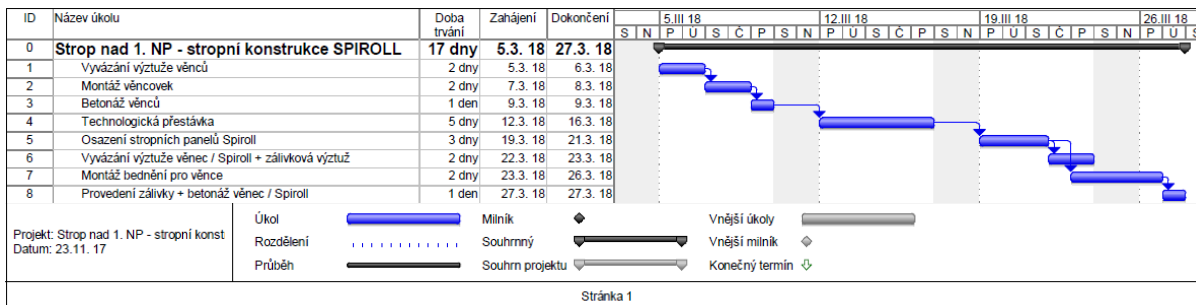 ID Název úkolu Doba trvání Zahájení Dokončení 5.III 18 12.III 18 19.III 18 26.III 18
S N P Ú S Č P S N P Ú S Č P S N P Ú S Č P S N P Ú S
0 Strop nad 1. NP - stropní konstrukce SPIROLL 17 dny 5.3. 18 27.3. 18
1 Vyvázání výztuže věnců 2 dny 5.3. 18 6.3. 18
2 Montáž věncovek 2 dny 7.3. 18 8.3. 18
3 Betonáž věnců 1 den 9.3. 18 9.3. 18
4 Technologická přestávka 5 dny 12.3. 18 16.3. 18
5 Osazení stropních panelů Spiroll 3 dny 19.3. 18 21.3. 18
6 Vyvázání výztuže věnec / Spiroll + zálivková výztuž 2 dny 22.3. 18 23.3. 18
7 Montáž bednění pro věnce 2 dny 23.3. 18 26.3. 18
8 Provedení zálivky + betonáž věnec / Spiroll 1 den 27.3. 18 27.3. 18
Projekt: Strop nad 1. NP - stropní konst
Datum: 23.11. 17
Úkol Milník Vnější úkoly
Rozdělení Souhrnný Vnější milník
Průběh Souhrn projektu Konečný termín
Stránka 1